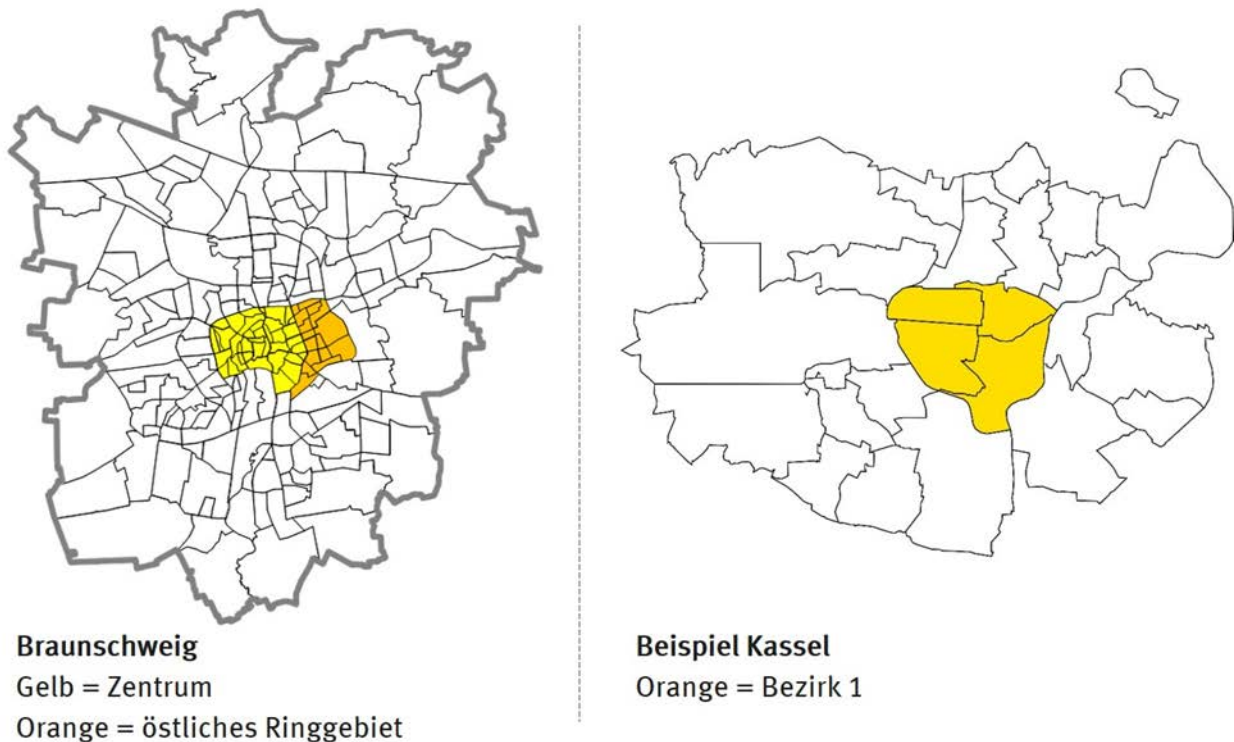 Braunschweig
Gelb = Zentrum
Orange = östliches Ringgebiet
Beispiel Kassel
Orange = Bezirk 1